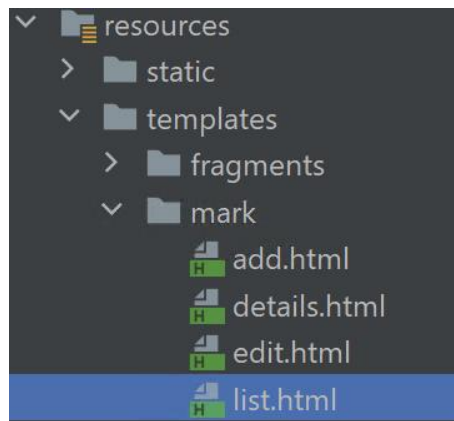 resources
static
templates
fragments
mark
H add.html
H details.html
H edit.html
H list.html